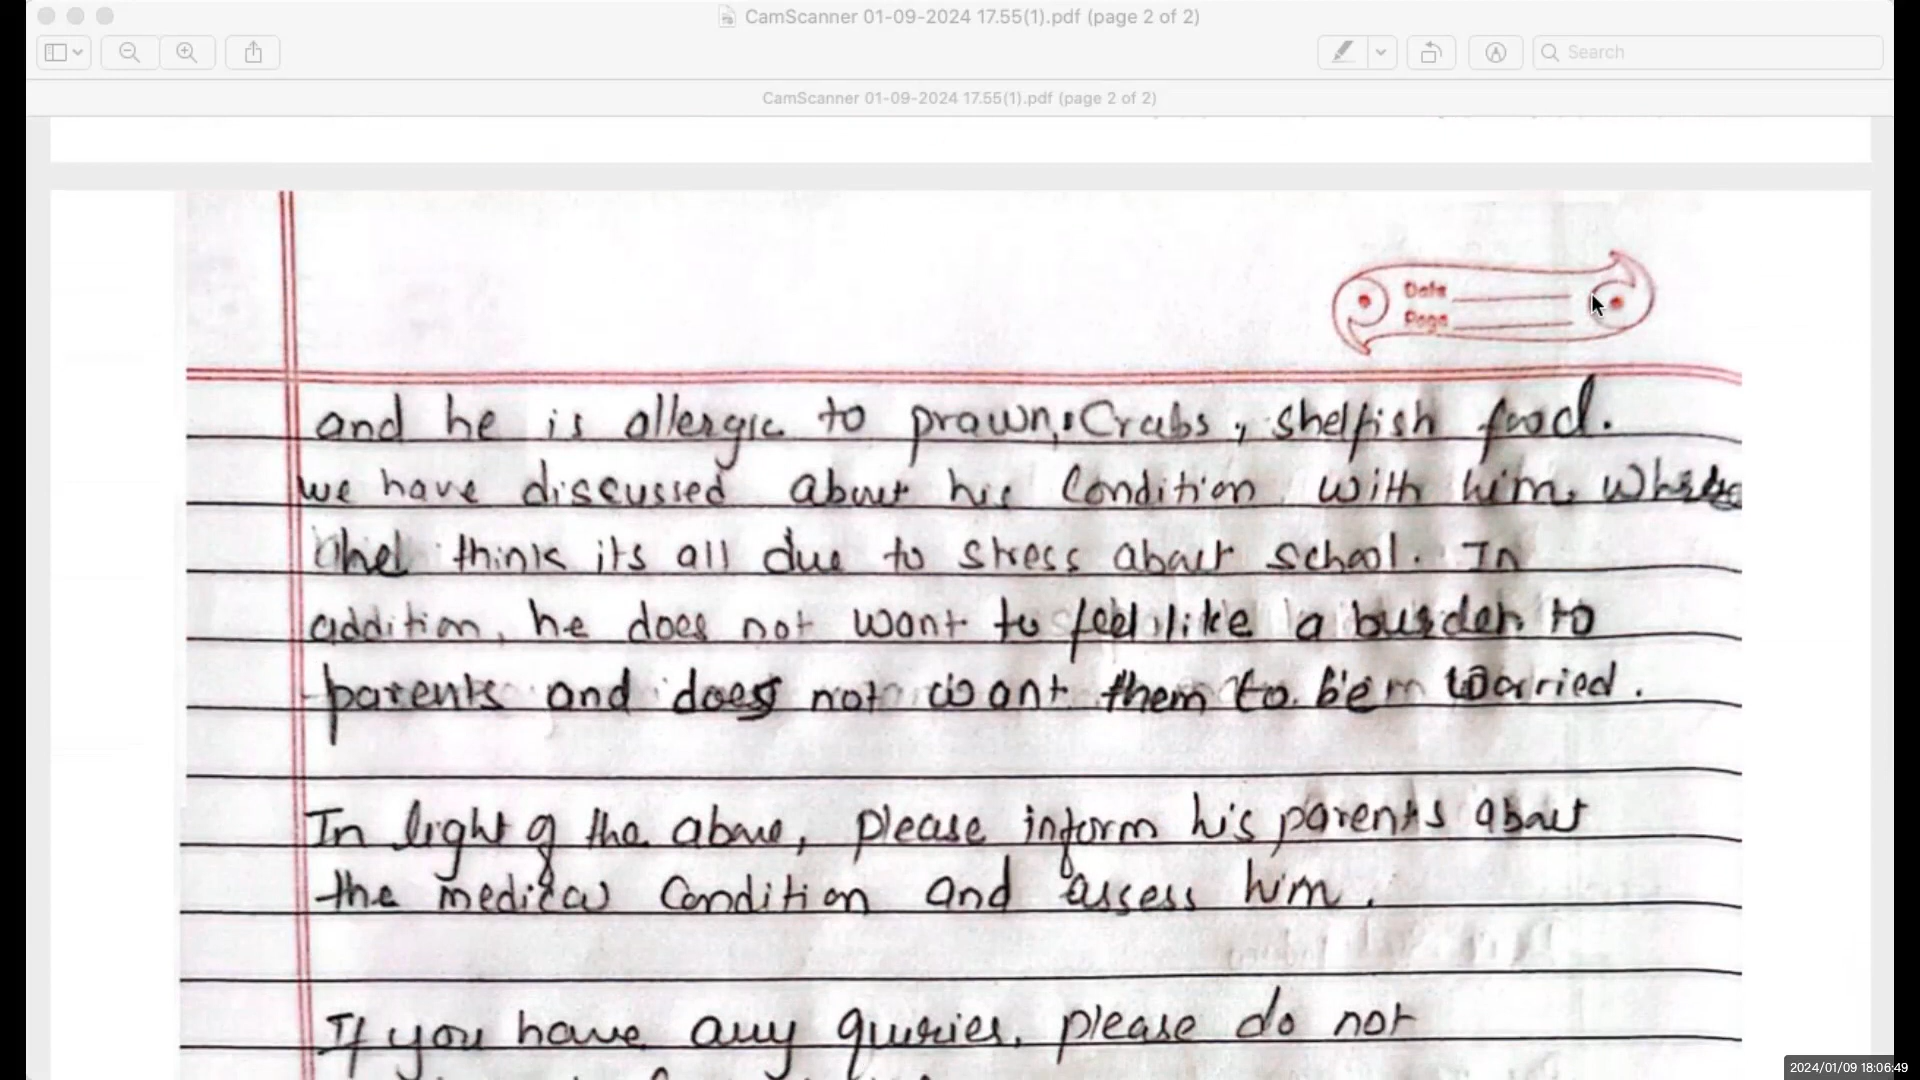 CamScanner 01-09-2024 17.55(1).pdf (page 2 of 2)
Search
CamScanner 01-09-2024 17.55(1).pdf (page 2 of 2)
Date
Page
and he is allergic to prawn, Crabs, shelfish food.
we have discussed about his Condition with him,
he think its all due to stress about school. In
addition, he does not want to feel like a burden to
parents and does not want them to be worried.
In light of the above, please inform his parents about
the medical Condition and assess him.
If you have any queries, please do not
2024/01/09 18:06:49